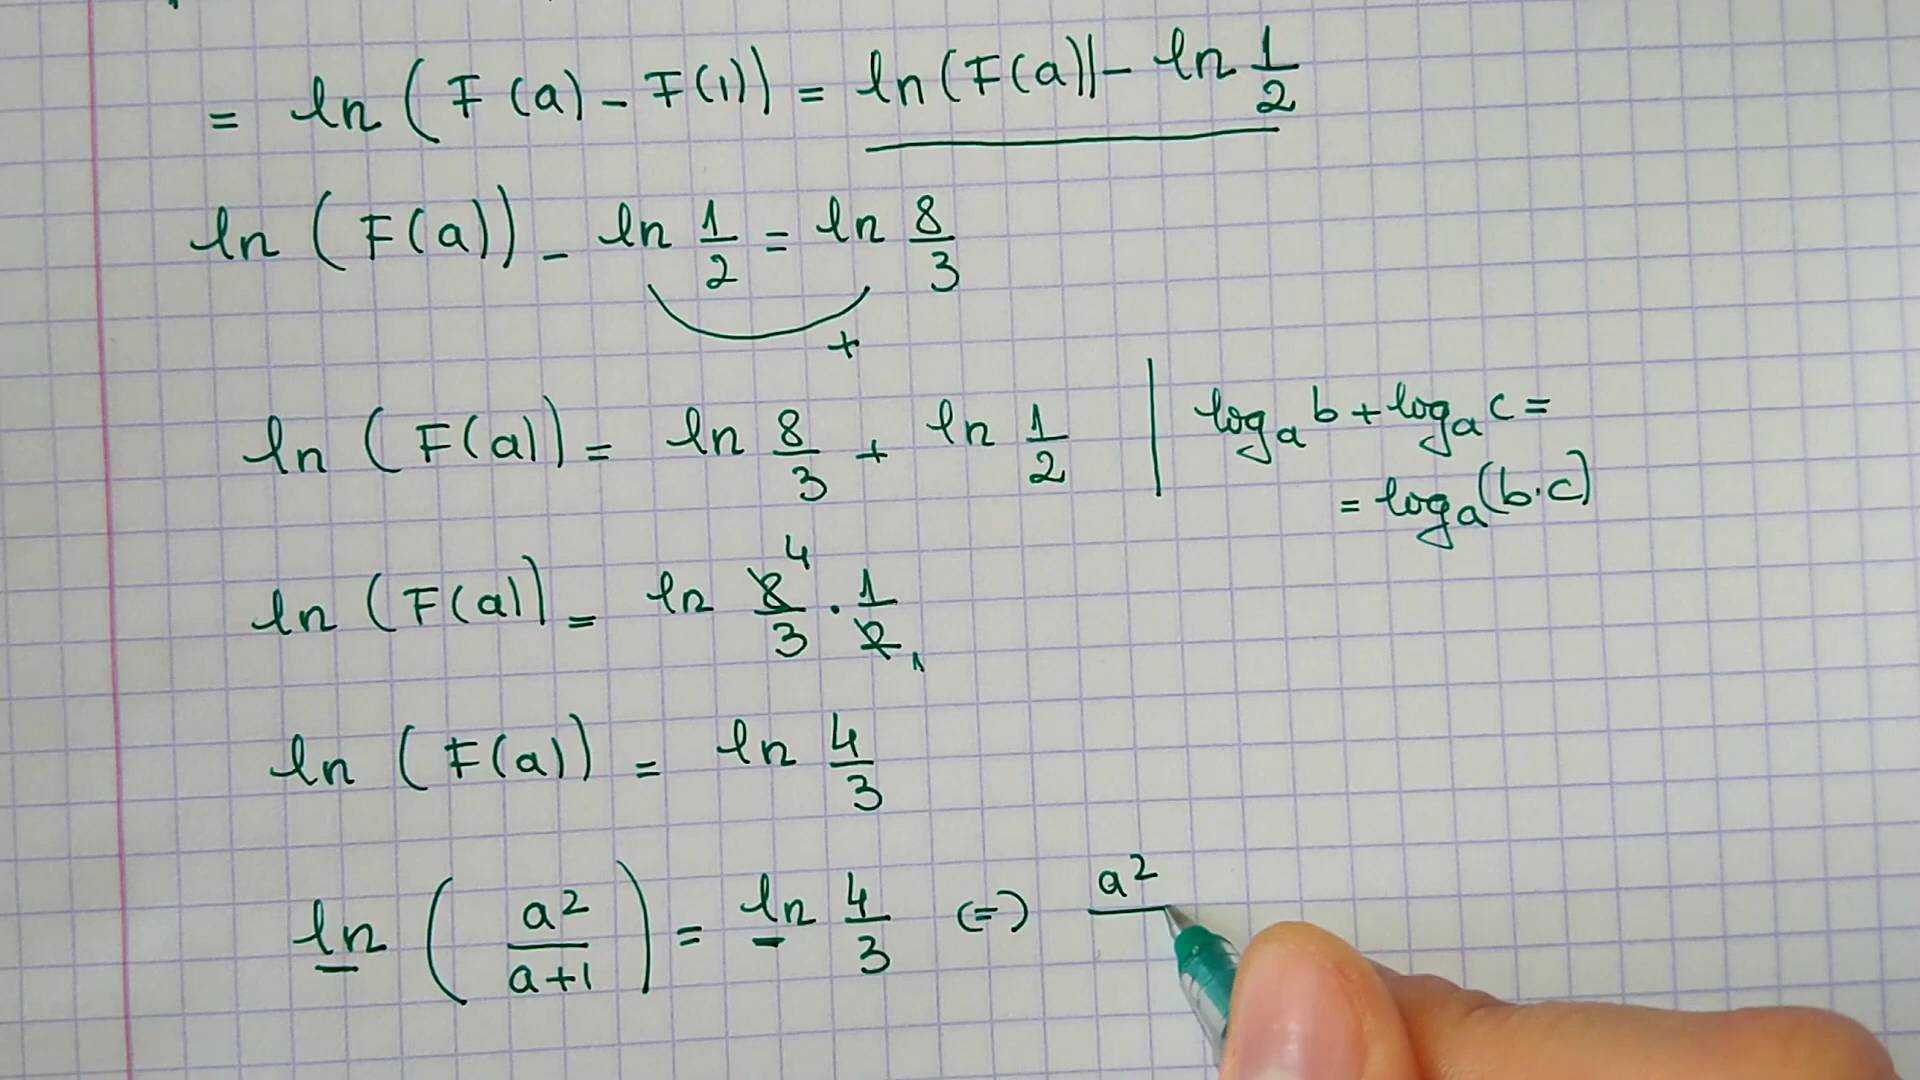 = ln (F(a) - F(1)) = ln(F(a)) - ln 1/2
ln (F(a)) - ln 1/2 = ln 8/3
+
ln (F(a)) = ln 8/3 + ln 1/2 | log_a b + log_a c =
= log_a (b·c)
ln (F(a)) = ln 8/3 · 1/2
4
1
ln (F(a)) = ln 4/3
ln (a²/(a+1)) = ln 4/3 (=) a²